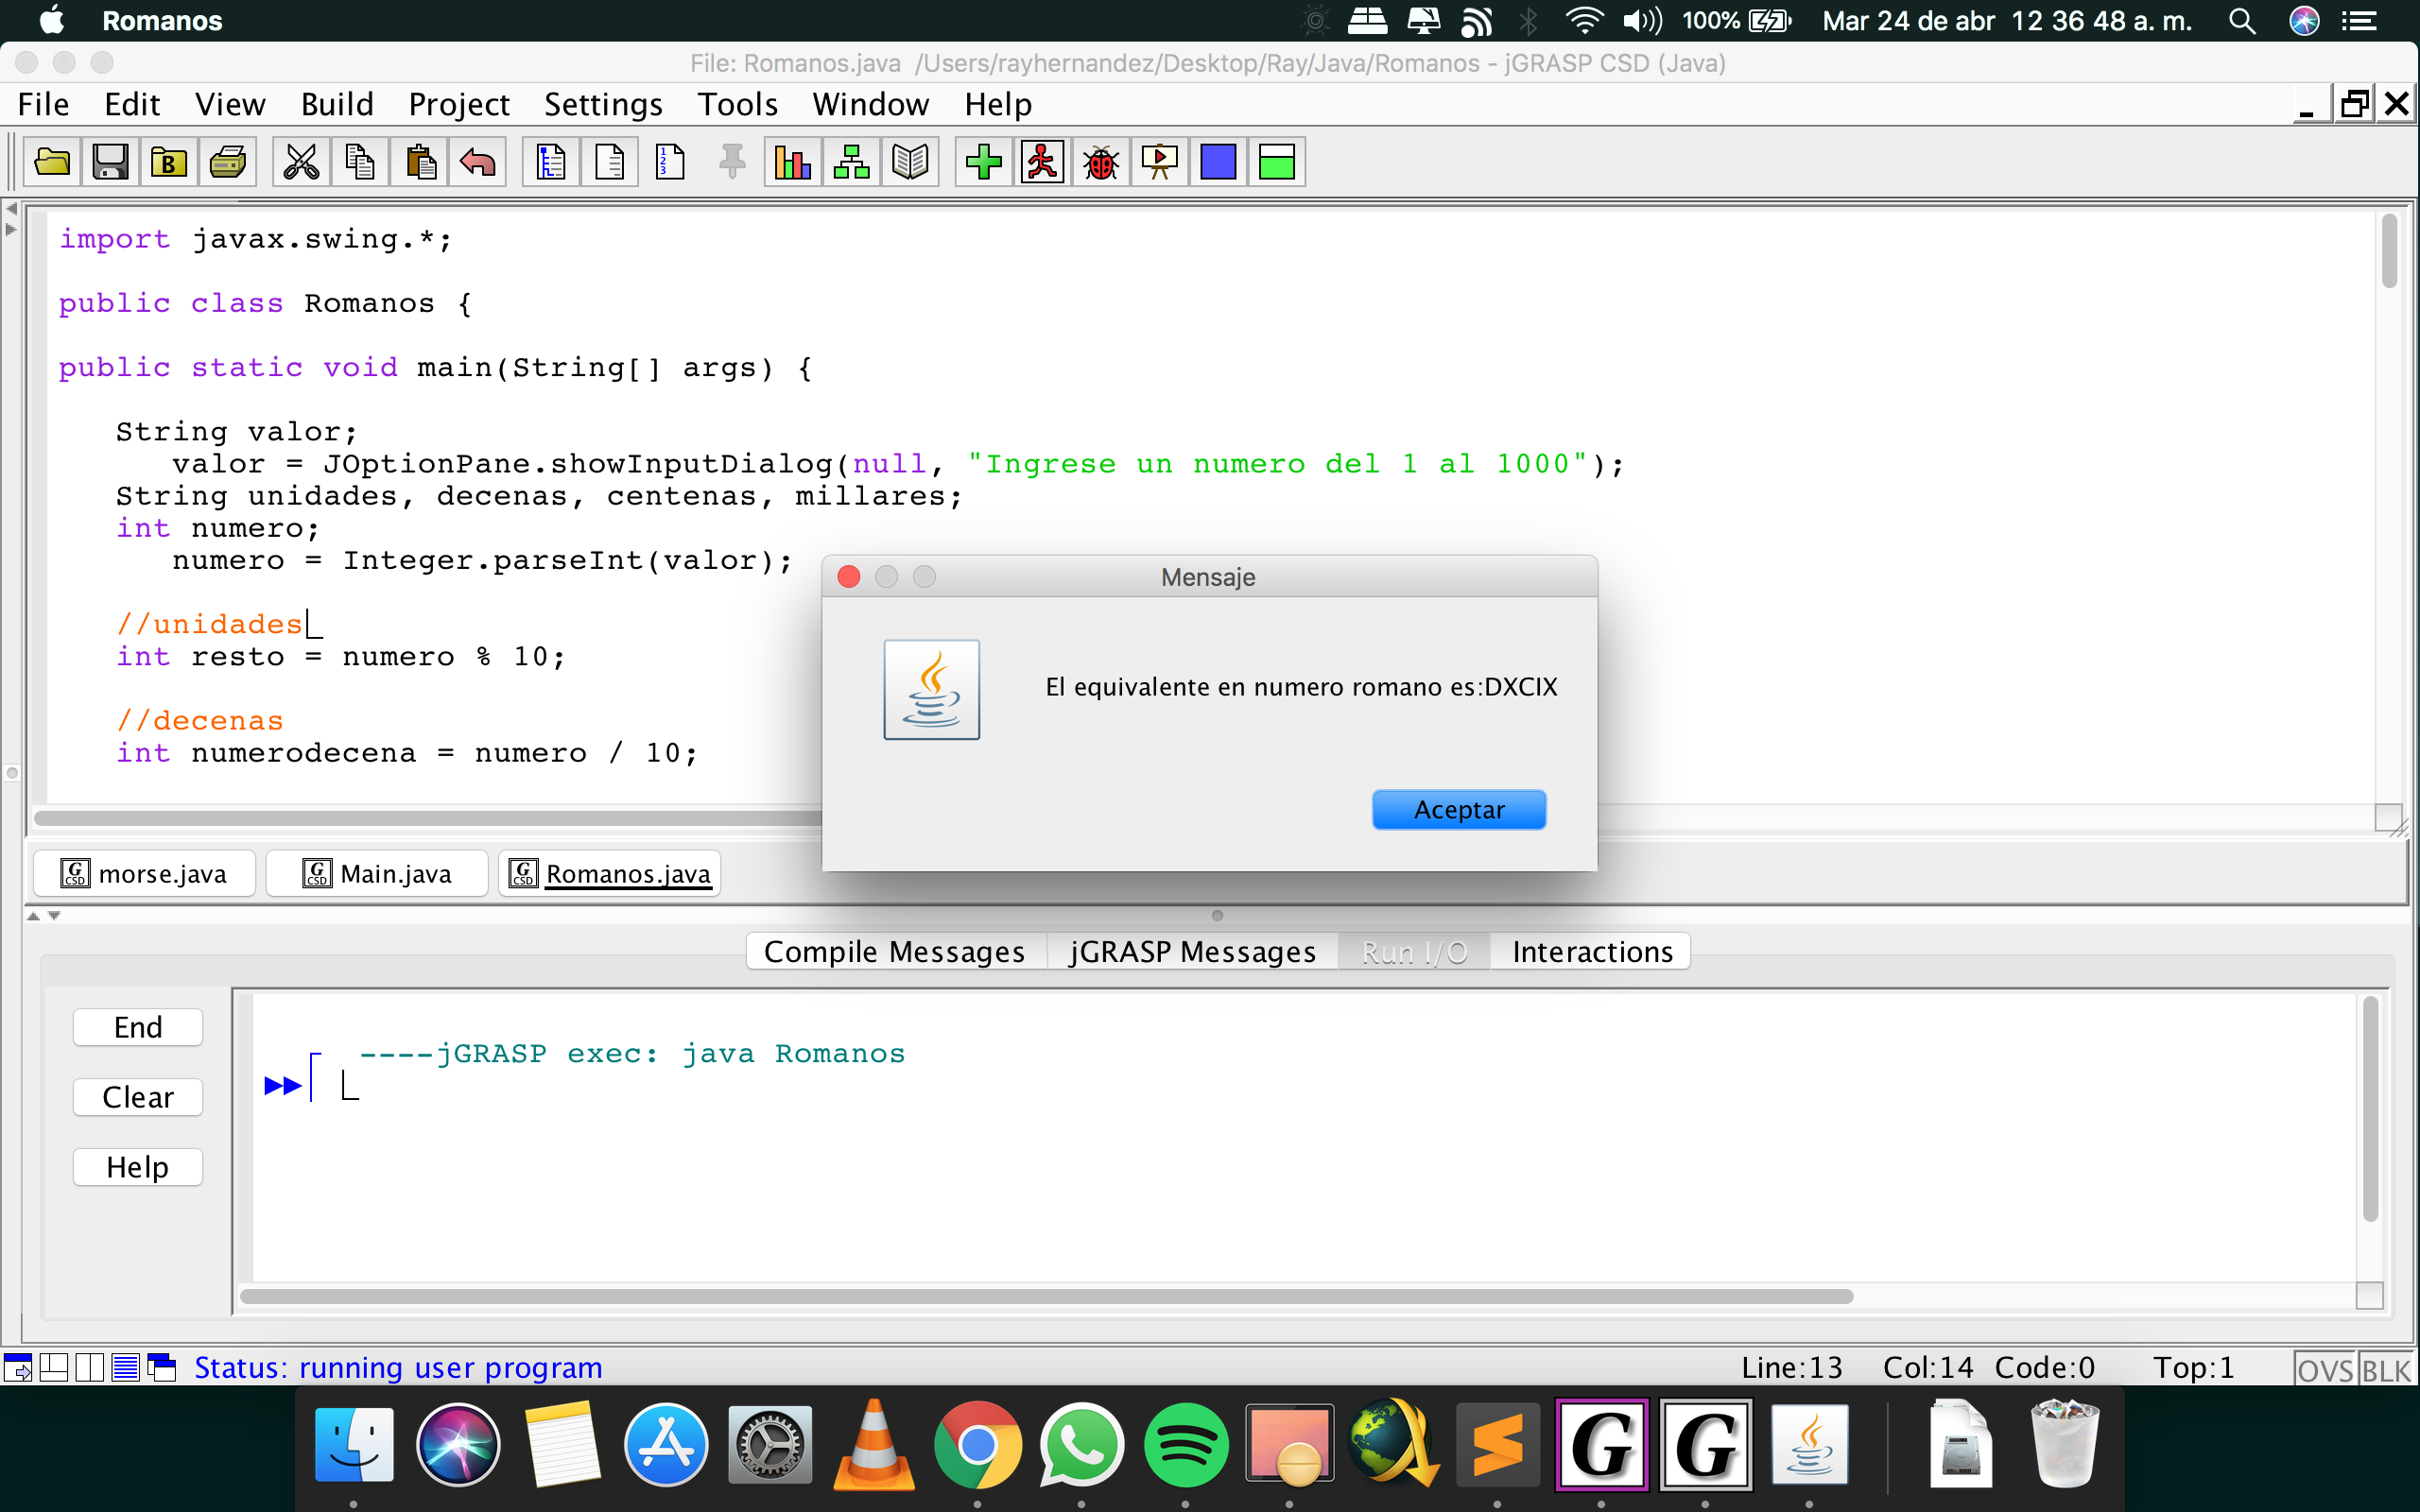 Romanos
100%
Mar 24 de abr 12 36 48 a. m.
File: Romanos.java /Users/rayhernandez/Desktop/Ray/Java/Romanos - jGRASP CSD (Java)
File Edit View Build Project Settings Tools Window Help
B
1
2
3
import javax.swing.*;
public class Romanos {
public static void main(String[] args) {
String valor;
valor = JOptionPane.showInputDialog(null, "Ingrese un numero del 1 al 1000");
String unidades, decenas, centenas, millares;
int numero;
numero = Integer.parseInt(valor);
//unidades
int resto = numero % 10;
//decenas
int numerodecena = numero / 10;
Mensaje
El equivalente en numero romano es:DXCIX
Aceptar
G CSD morse.java
G CSD Main.java
G CSD Romanos.java
Compile Messages jGRASP Messages Run I/O Interactions
End
Clear
Help
----jGRASP exec: java Romanos
Status: running user program
Line:13 Col:14 Code:0 Top:1
OVS BLK
G G